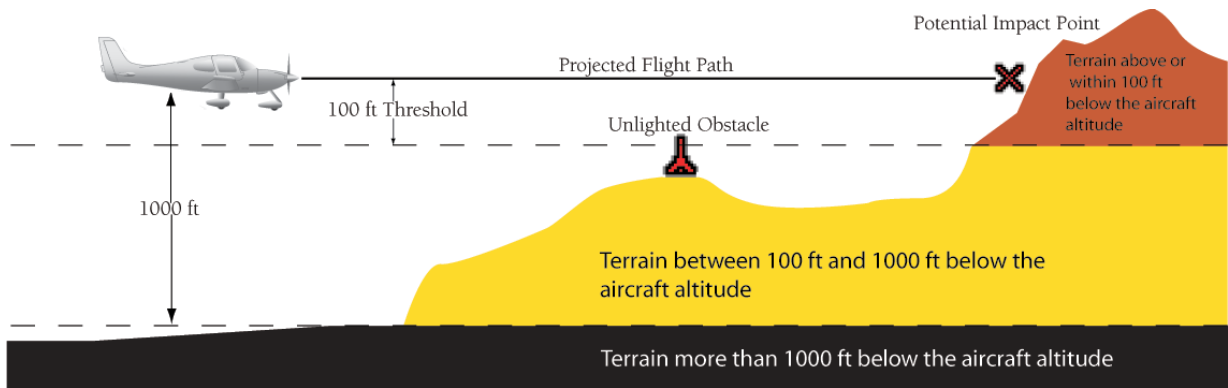 Potential Impact Point
Projected Flight Path
Terrain above or
within 100 ft
below the aircraft
altitude
100 ft Threshold
Unlighted Obstacle
1000 ft
Terrain between 100 ft and 1000 ft below the
aircraft altitude
Terrain more than 1000 ft below the aircraft altitude